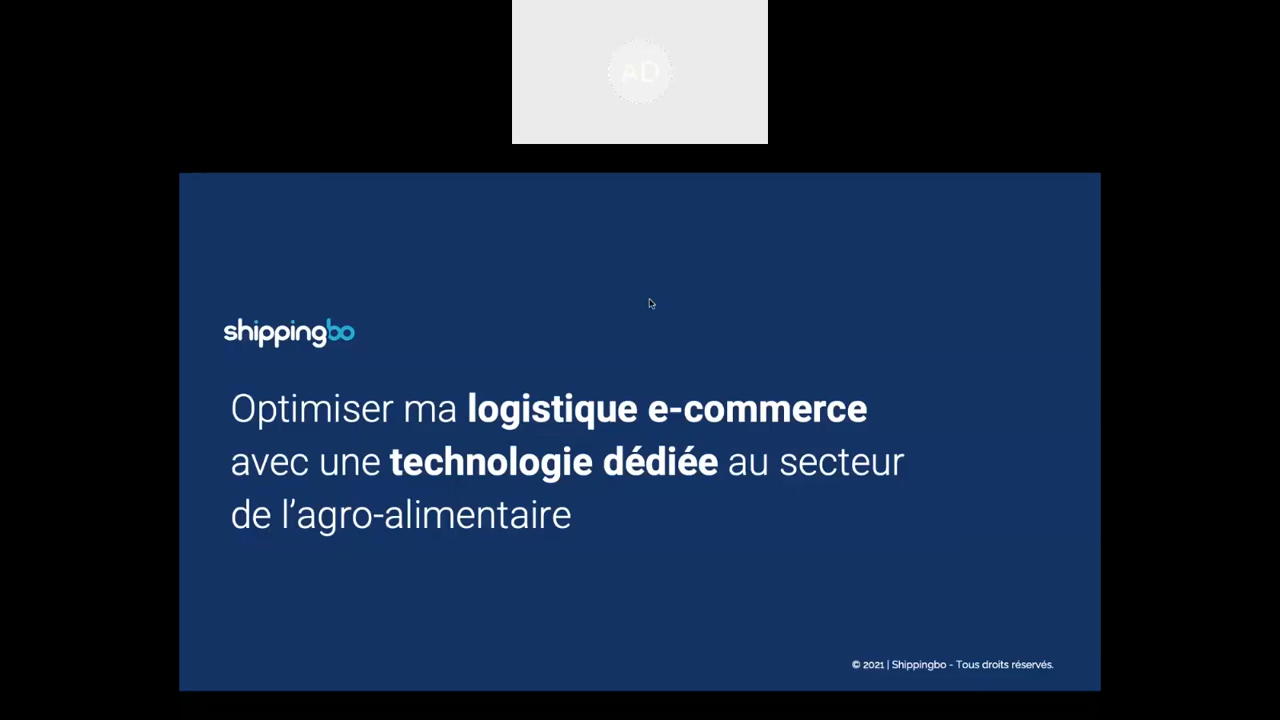 AD
shippingbo
Optimiser ma logistique e-commerce
avec une technologie dédiée au secteur
de l’agro-alimentaire
© 2021 | Shippingbo - Tous droits réservés.